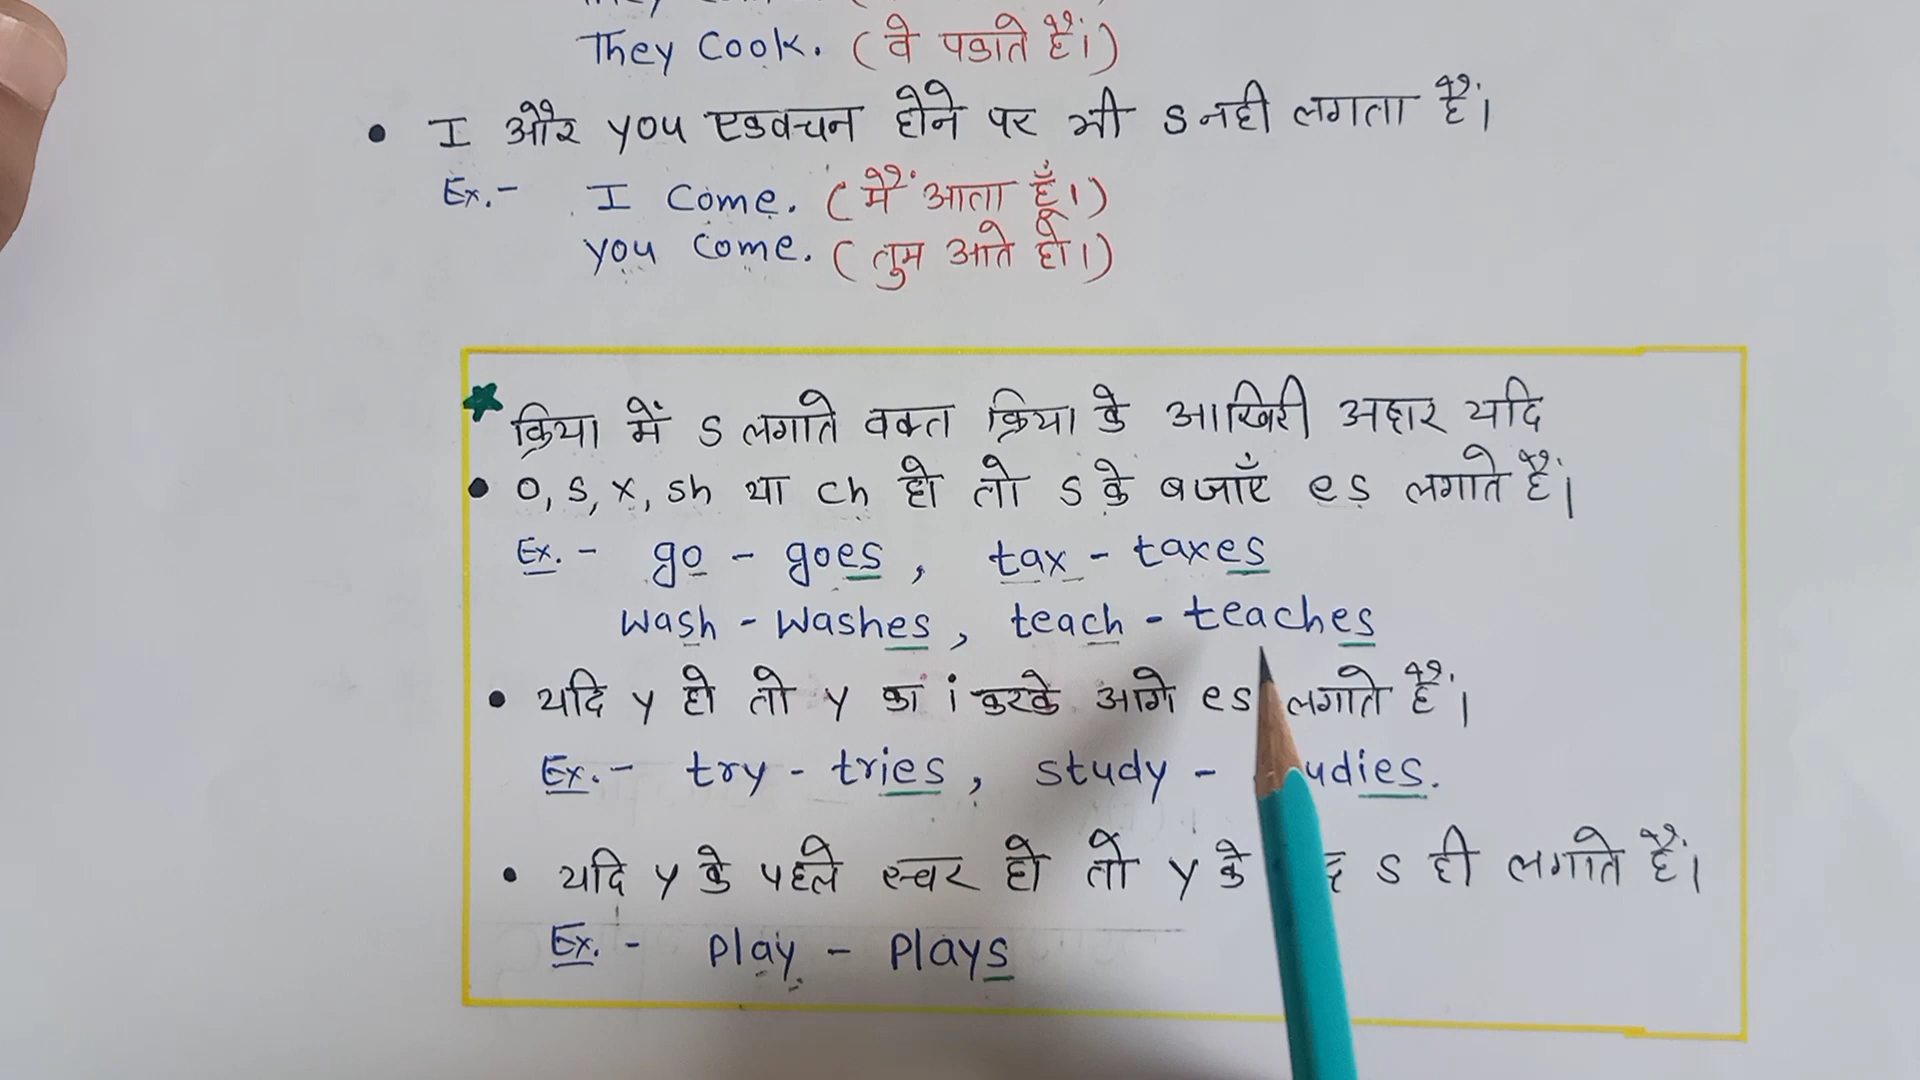 They Cook. (वे पकाते हैं।)
• I और you एकवचन होने पर भी s नही लगता हैं।
Ex.- I Come. (मैं आता हूँ।)
you come. (तुम आते हो।)
★ क्रिया में s लगाते वक्त क्रिया के आखिरी अक्षर यदि
• o, s, x, sh या ch हो तो s के बजाएँ es लगाते हैं।
Ex.- go - goes, tax - taxes
wash - washes, teach - teaches
• यदि y हो तो y का i करके आगे es लगाते हैं।
Ex.- try - tries, study - udies.
• यदि y के पहले स्वर हो तो y के द s ही लगाते हैं।
Ex.- play - plays